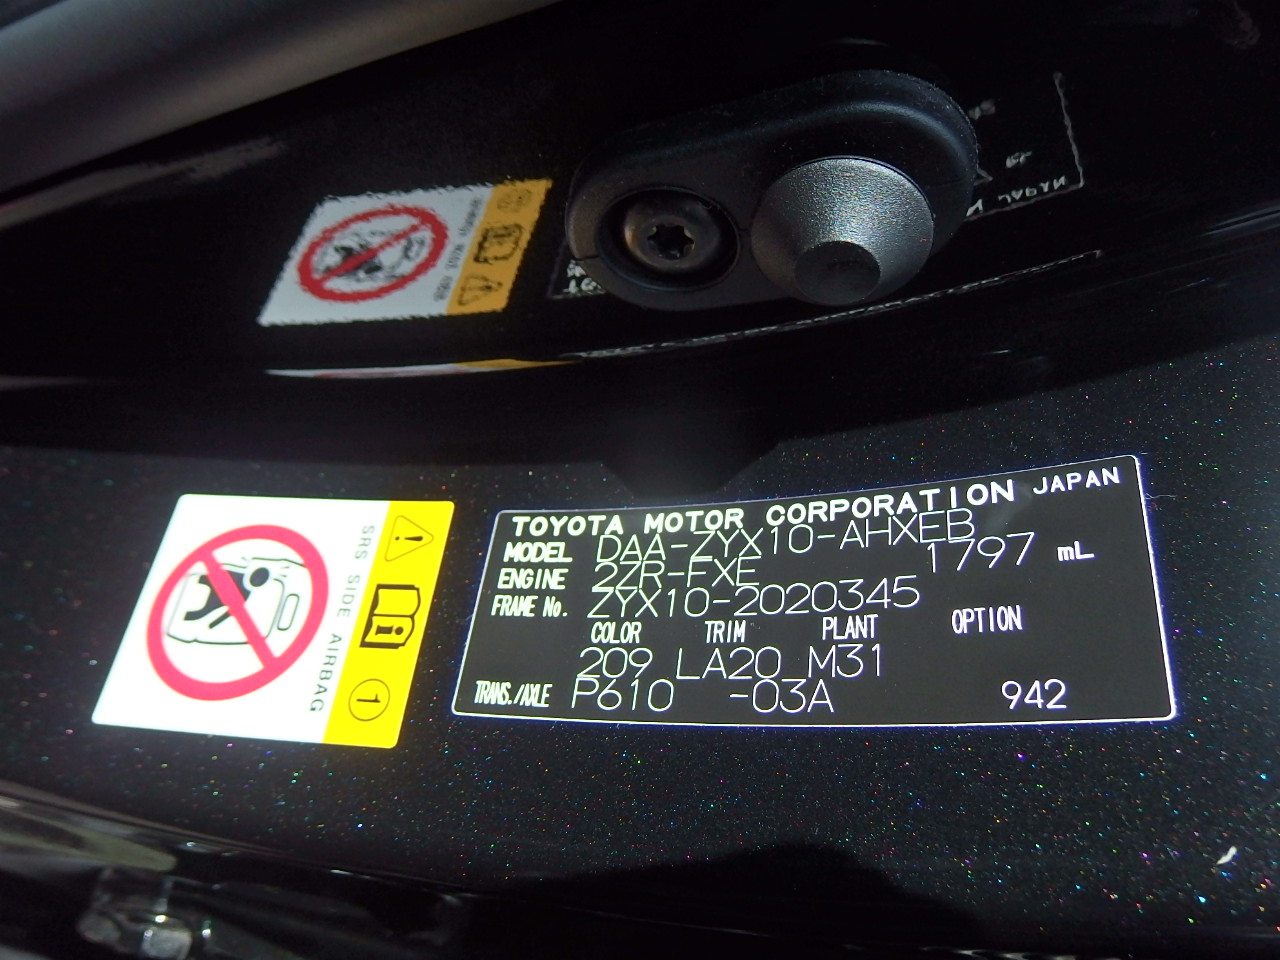 TOYOTA MOTOR CORPORATION JAPAN
MODEL DAA-ZYX10-AHXEB
ENGINE 2ZR-FXE 1797 mL
FRAME No. ZYX10-2020345
COLOR TRIM PLANT OPTION
209 LA20 M31
TRANS./AXLE P610 -03A 942
SRS SIDE AIRBAG
1